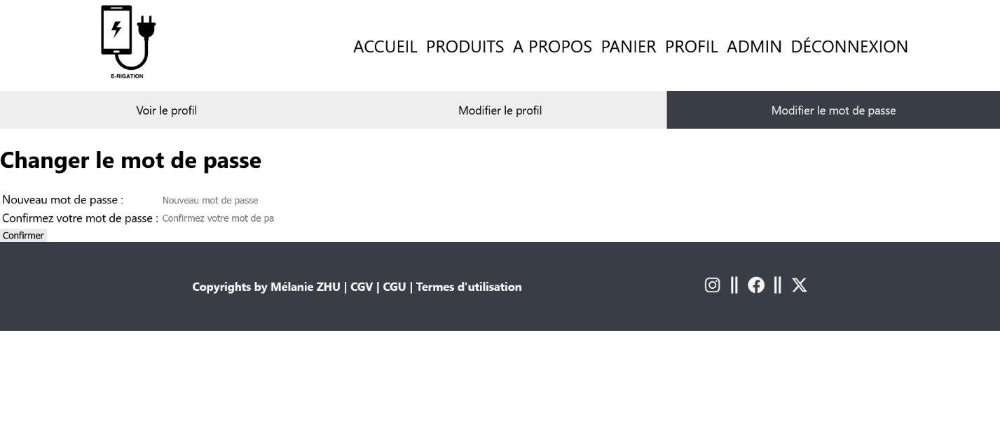 E-RIGATION
ACCUEIL PRODUITS A PROPOS PANIER PROFIL ADMIN DÉCONNEXION
Voir le profil Modifier le profil Modifier le mot de passe
Changer le mot de passe
Nouveau mot de passe : Nouveau mot de passe
Confirmez votre mot de passe : Confirmez votre mot de pa
Confirmer
Copyrights by Mélanie ZHU | CGV | CGU | Termes d'utilisation || ||